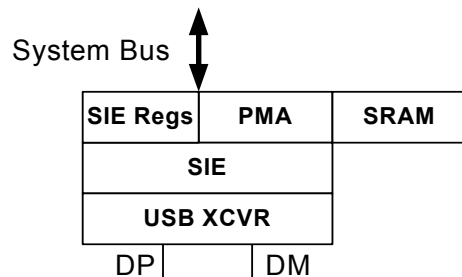 System Bus
SIE Regs PMA SRAM
SIE
USB XCVR
DP DM